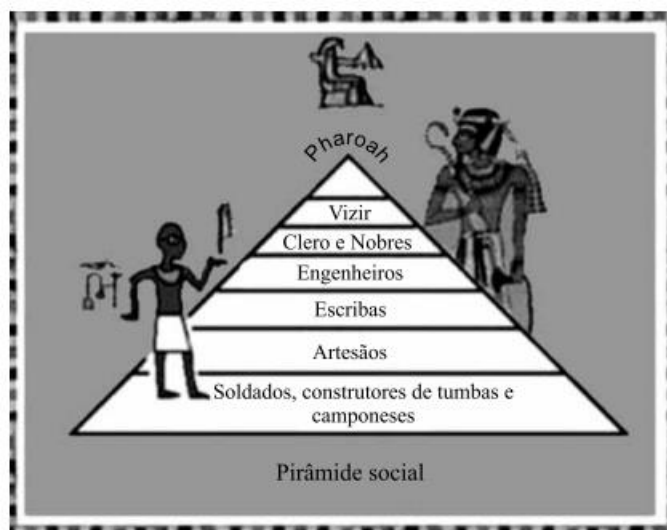 Pharoah
Vizir
Clero e Nobres
Engenheiros
Escribas
Artesãos
Soldados, construtores de tumbas e
camponeses
Pirâmide social